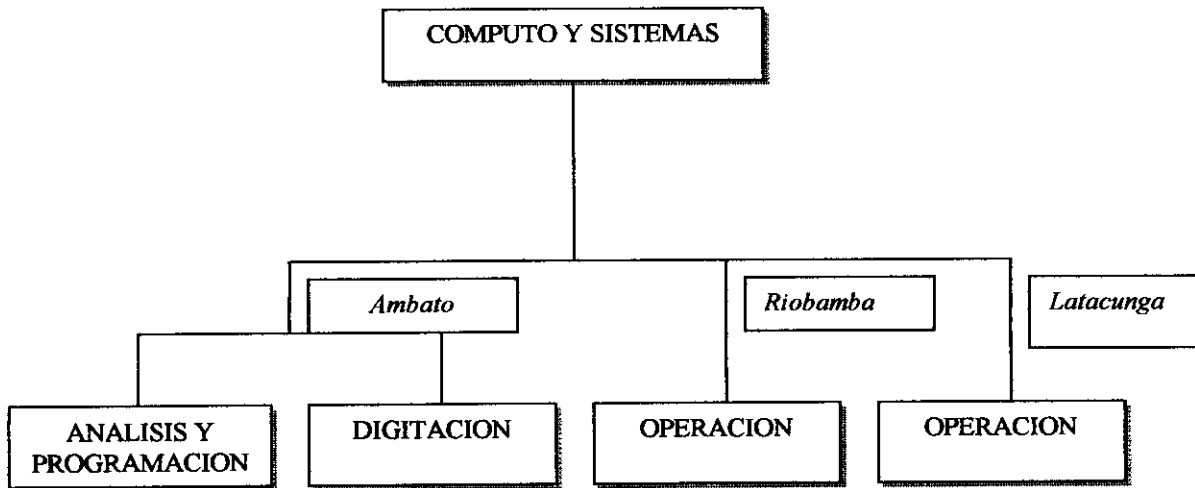 COMPUTO Y SISTEMAS
Ambato
Riobamba
Latacunga
ANALISIS Y
PROGRAMACION
DIGITACION
OPERACION
OPERACION